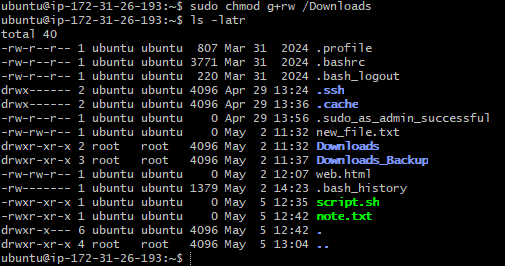 ubuntu@ip-172-31-26-193:~$ sudo chmod g+rw /Downloads
ubuntu@ip-172-31-26-193:~$ ls -latr
total 40
-rw-r--r-- 1 ubuntu ubuntu  807 Mar 31  2024 .profile
-rw-r--r-- 1 ubuntu ubuntu 3771 Mar 31  2024 .bashrc
-rw-r--r-- 1 ubuntu ubuntu  220 Mar 31  2024 .bash_logout
drwx------ 2 ubuntu ubuntu 4096 Apr 29 13:24 .ssh
drwx------ 2 ubuntu ubuntu 4096 Apr 29 13:36 .cache
-rw-r--r-- 1 ubuntu ubuntu    0 Apr 29 13:56 .sudo_as_admin_successful
-rw-rw-r-- 1 ubuntu ubuntu    0 May  2 11:32 new_file.txt
drwxr-xr-x 2 root   root   4096 May  2 11:32 Downloads
drwxr-xr-x 3 root   root   4096 May  2 11:37 Downloads_Backup
-rw-rw-r-- 1 ubuntu ubuntu    0 May  2 12:07 web.html
-rw------- 1 ubuntu ubuntu 1379 May  2 14:23 .bash_history
-rwxr-xr-x 1 ubuntu ubuntu    0 May  5 12:35 script.sh
-rwxrwxr-x 1 ubuntu ubuntu    0 May  5 12:42 note.txt
drwxr-x--- 6 ubuntu ubuntu 4096 May  5 12:42 .
drwxr-xr-x 4 root   root   4096 May  5 13:04 ..
ubuntu@ip-172-31-26-193:~$